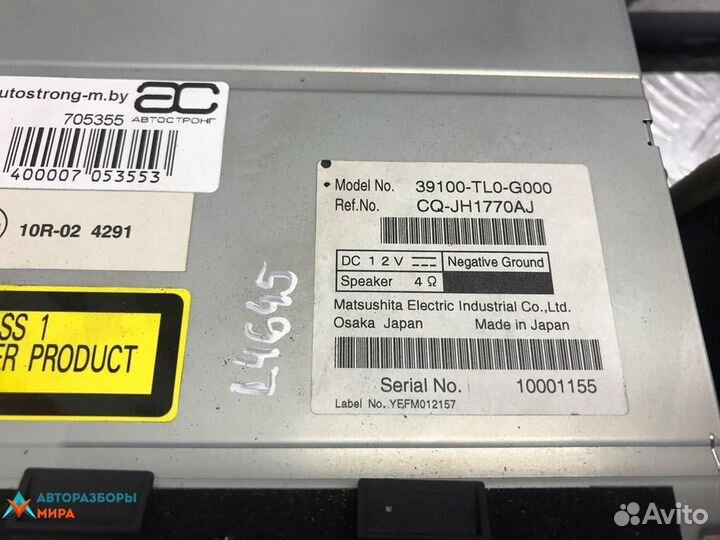 utostrong-m.by
АС
705355 АВТОСТРОНГ
400007 053553
10R-02 4291
SS 1
ER PRODUCT
L4645
Model No. 39100-TL0-G000
Ref.No. CQ-JH1770AJ
DC 12V Negative Ground
Speaker 4Ω
Matsushita Electric Industrial Co.,Ltd.
Osaka Japan Made in Japan
Serial No. 10001155
Label No. YEFM012157
АВТОРАЗБОРЫ
МИРА
Avito